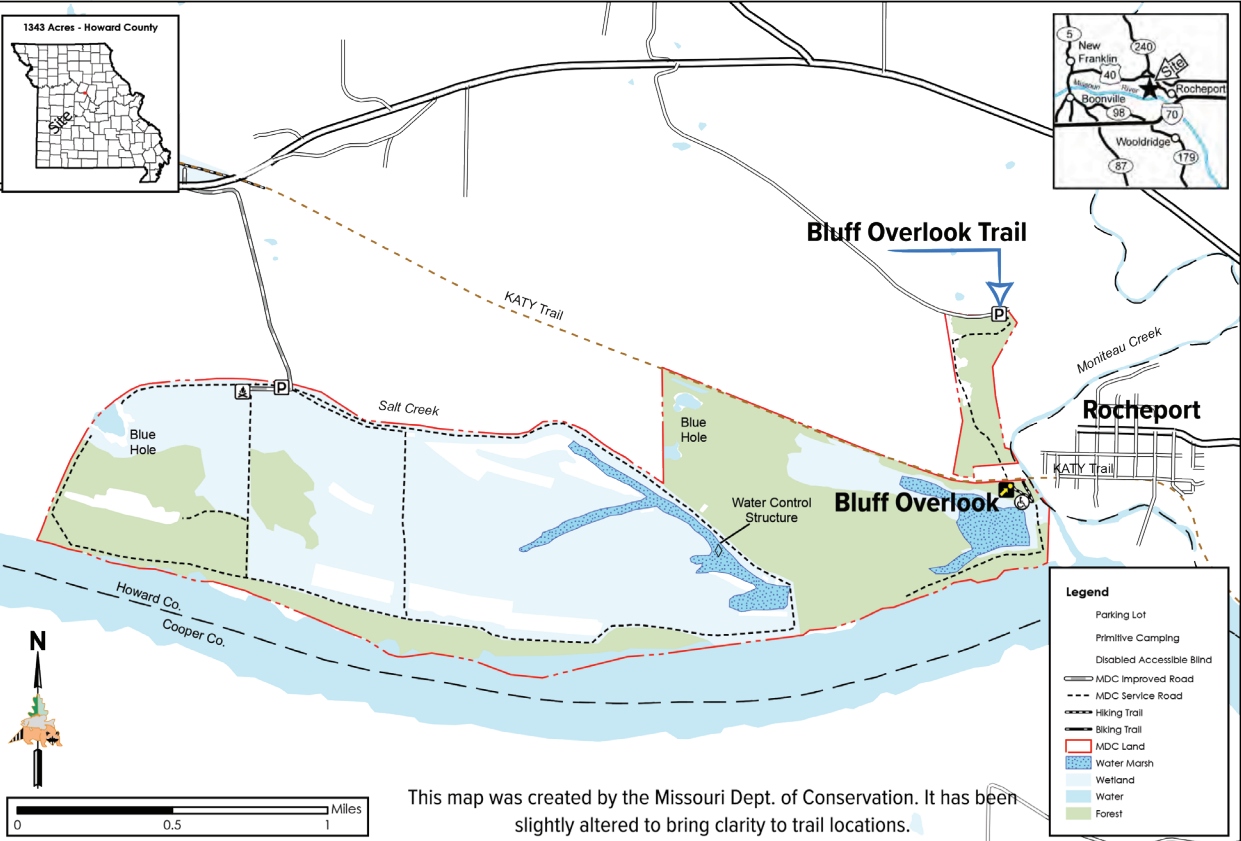 1343 Acres - Howard County
Site
5
New
Franklin
240
40
Site
Missouri River
Rocheport
Boonville
98
70
Wooldridge
87
179
Bluff Overlook Trail
P
KATY Trail
Moniteau Creek
P
Salt Creek
Rocheport
Blue
Hole
Blue
Hole
KATY Trail
Water Control
Structure
Bluff Overlook
Howard Co.
Cooper Co.
N
Legend
Parking Lot
Primitive Camping
Disabled Accessible Blind
MDC Improved Road
MDC Service Road
Hiking Trail
Biking Trail
MDC Land
Water Marsh
Wetland
Water
Forest
Miles
0 0.5 1
This map was created by the Missouri Dept. of Conservation. It has been
slightly altered to bring clarity to trail locations.